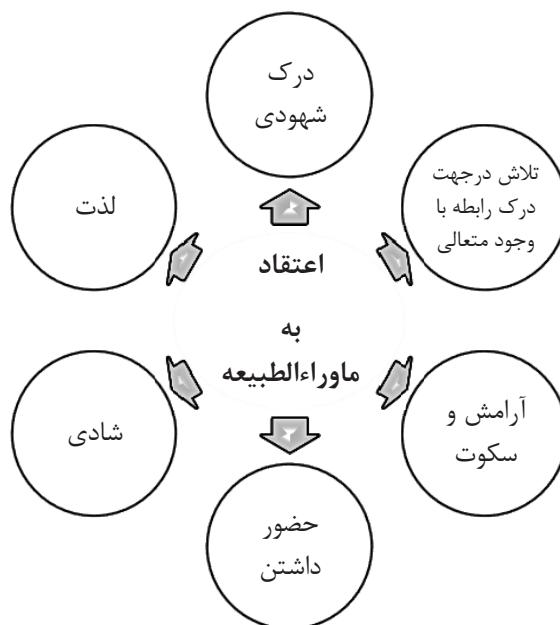 درک
شهودی
تلاش درجهت
درک رابطه با
وجود متعالی
لذت
اعتقاد
به
ماوراءالطبیعه
آرامش و
سکوت
شادی
حضور
داشتن